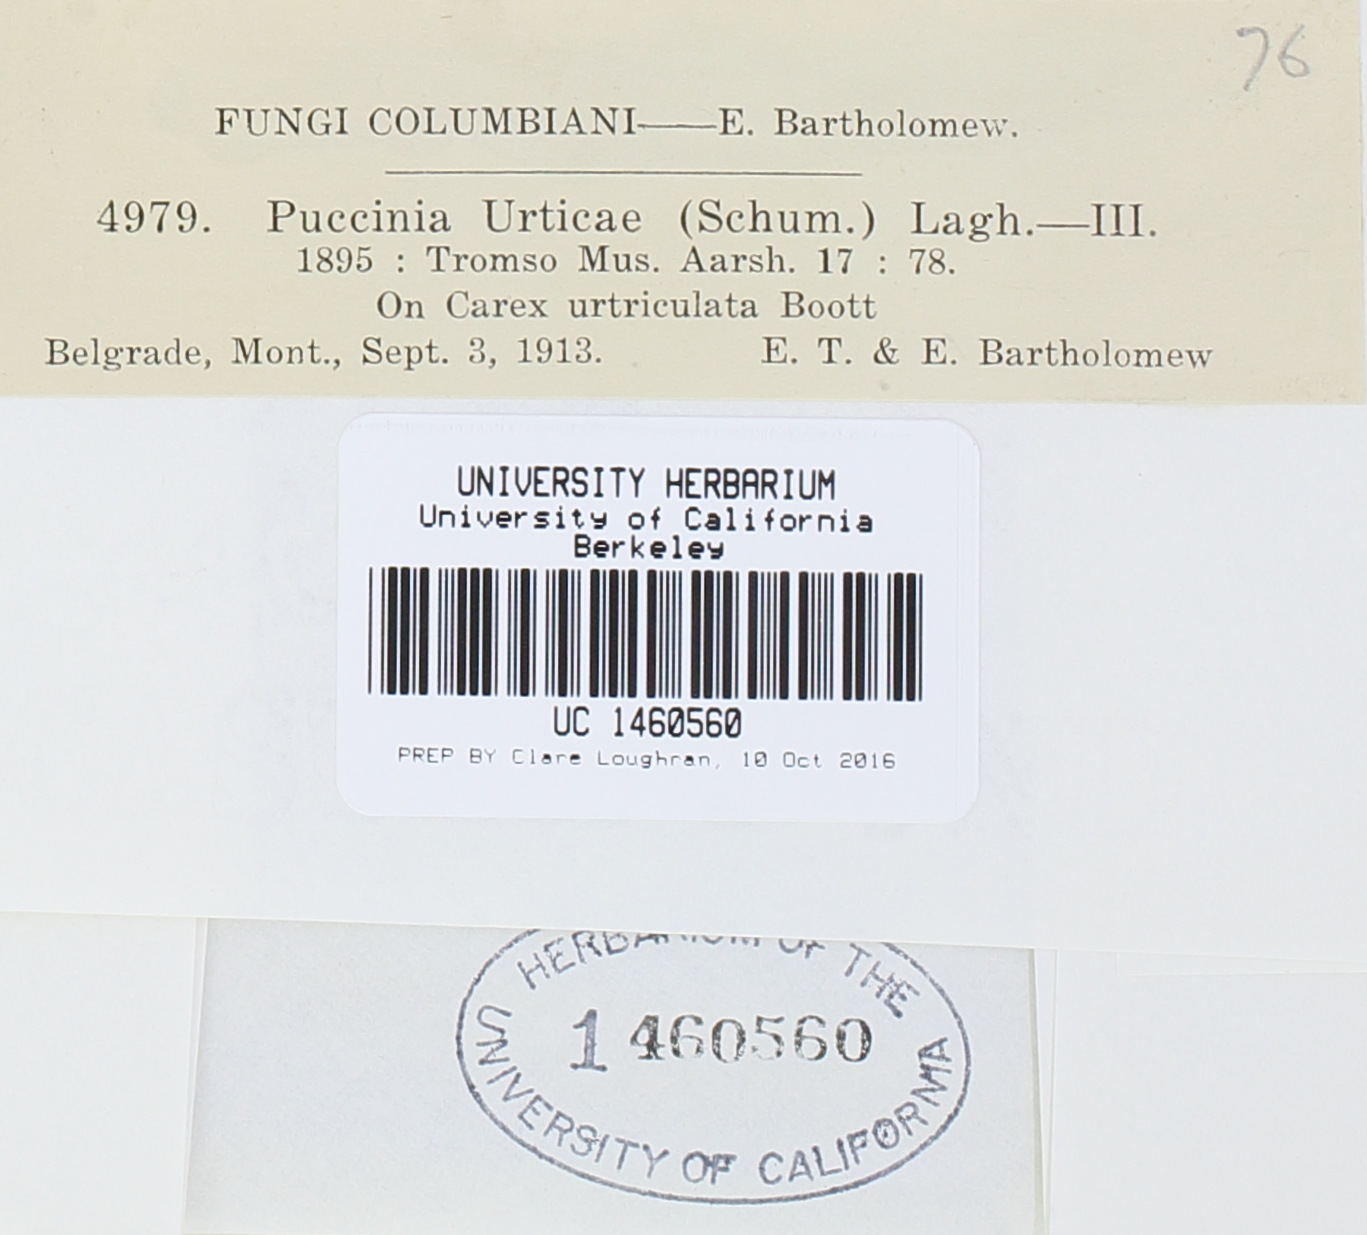 76
FUNGI COLUMBIANI——E. Bartholomew.
4979. Puccinia Urticae (Schum.) Lagh.—III.
1895 : Tromso Mus. Aarsh. 17 : 78.
On Carex urtriculata Boott
Belgrade, Mont., Sept. 3, 1913. E. T. & E. Bartholomew
UNIVERSITY HERBARIUM
University of California
Berkeley
UC 1460560
PREP BY Clare Loughran, 10 Oct 2016
HERBARIUM OF THE
1460560
UNIVERSITY OF CALIFORMIA